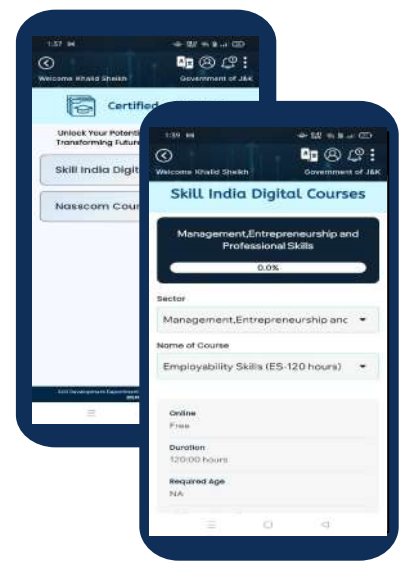 1:37
Welcome Khalid Sheikh Government of J&K
Certified
Unlock Your Potenti
Transforming Futur
Skill India Digit
Nasscom Cour
Skill Development Department
1:39
Welcome Khalid Sheikh Government of J&K
Skill India Digital Courses
Management,Entrepreneurship and
Professional Skills
0.0%
Sector
Management,Entrepreneurship anc
Name of Course
Employability Skills (ES-120 hours)
Online
Free
Duration
120:00 hours
Required Age
NA